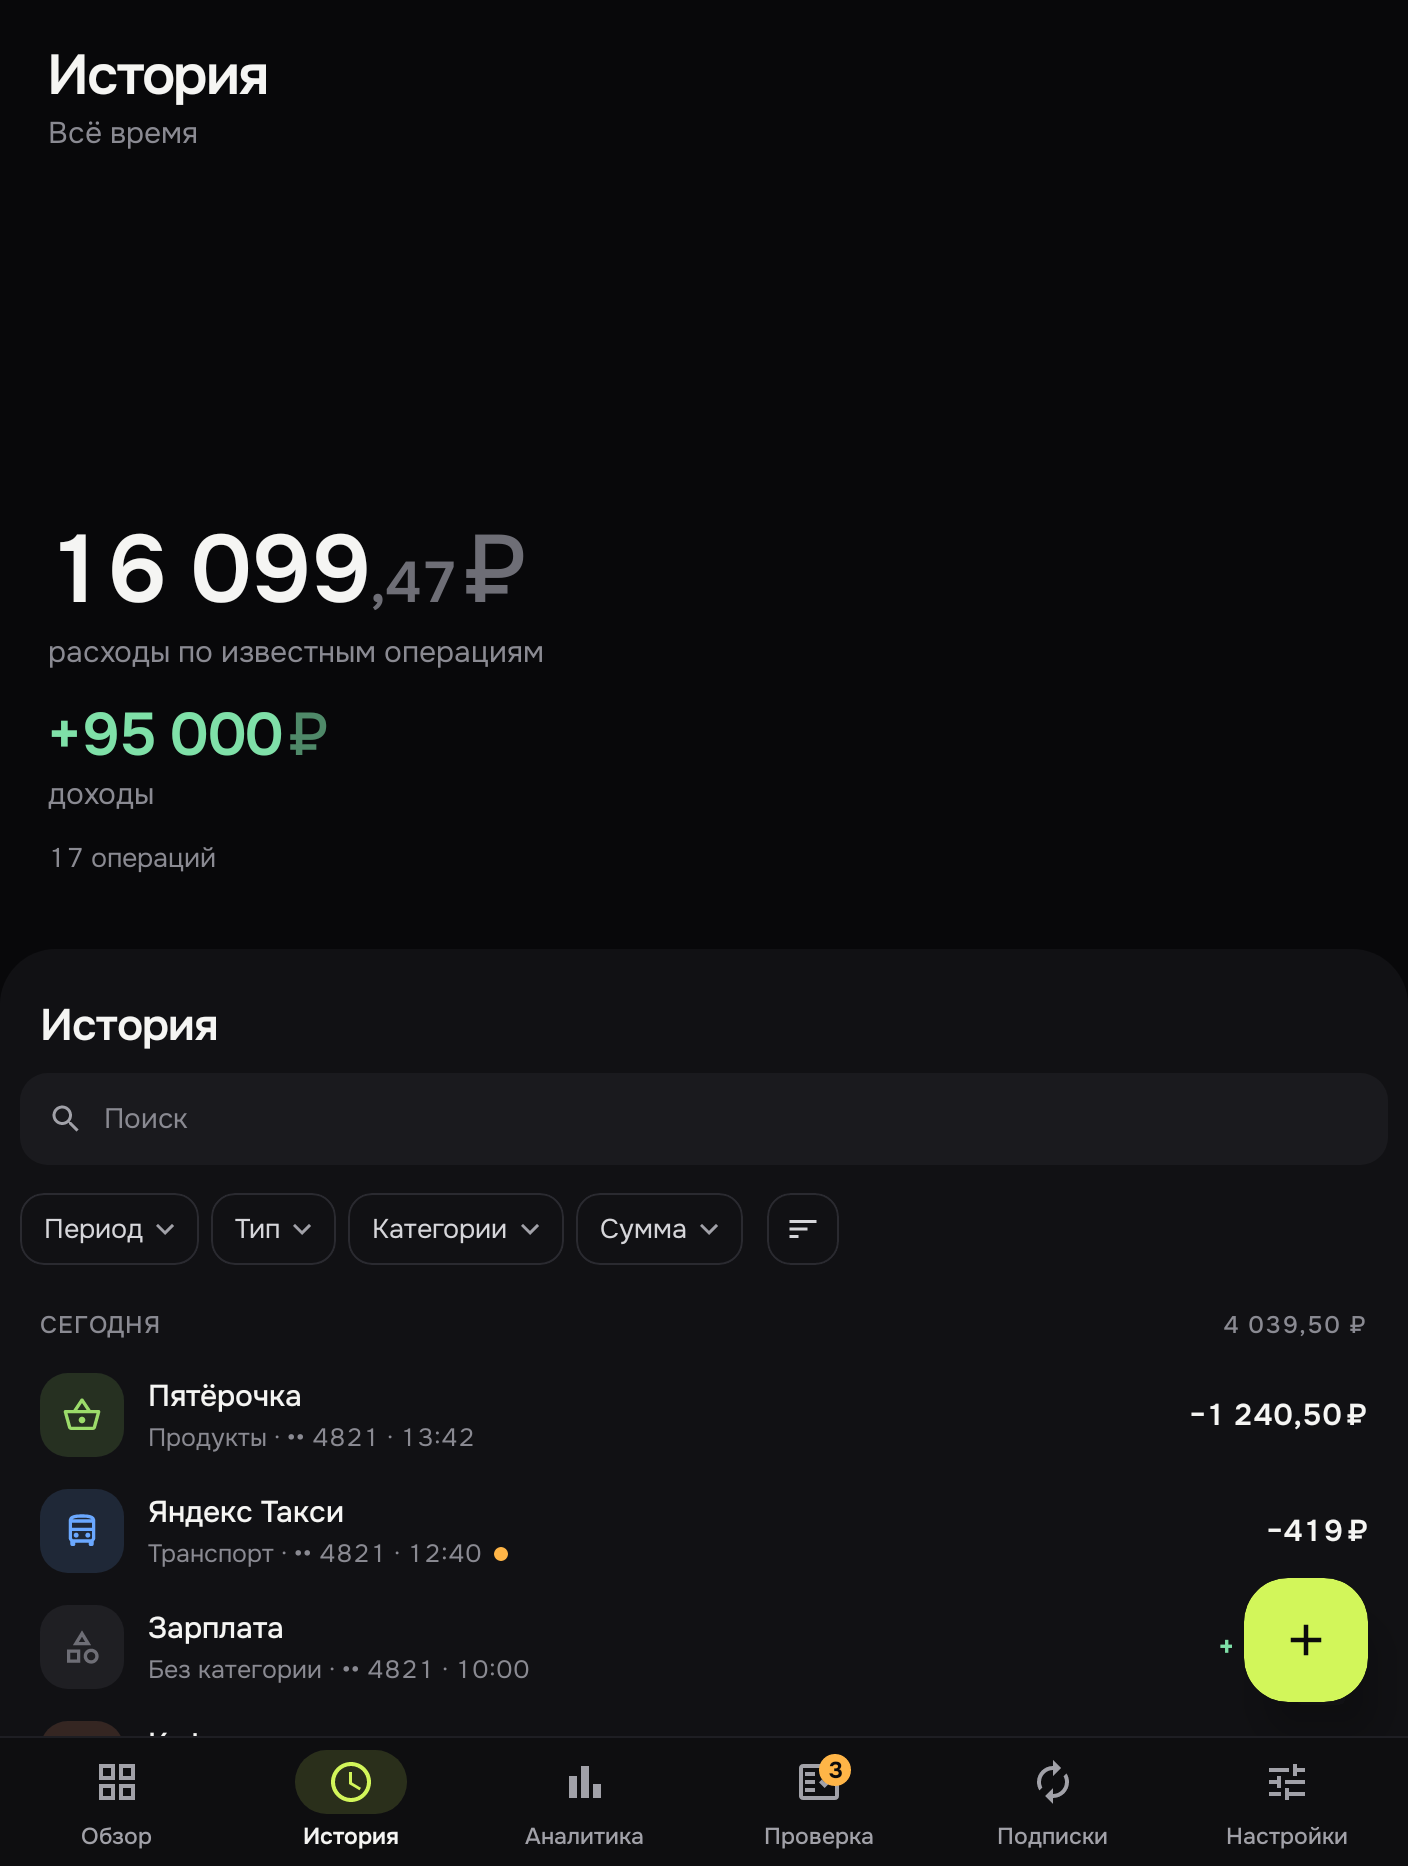 История
Всё время
16 099,47 ₽
расходы по известным операциям
+95 000 ₽
доходы
17 операций
История
Поиск
Период
Тип
Категории
Сумма
СЕГОДНЯ
4 039,50 ₽
Пятёрочка
Продукты · •• 4821 · 13:42
−1 240,50 ₽
Яндекс Такси
Транспорт · •• 4821 · 12:40
−419 ₽
Зарплата
Без категории · •• 4821 · 10:00
+
3
Обзор
История
Аналитика
Проверка
Подписки
Настройки